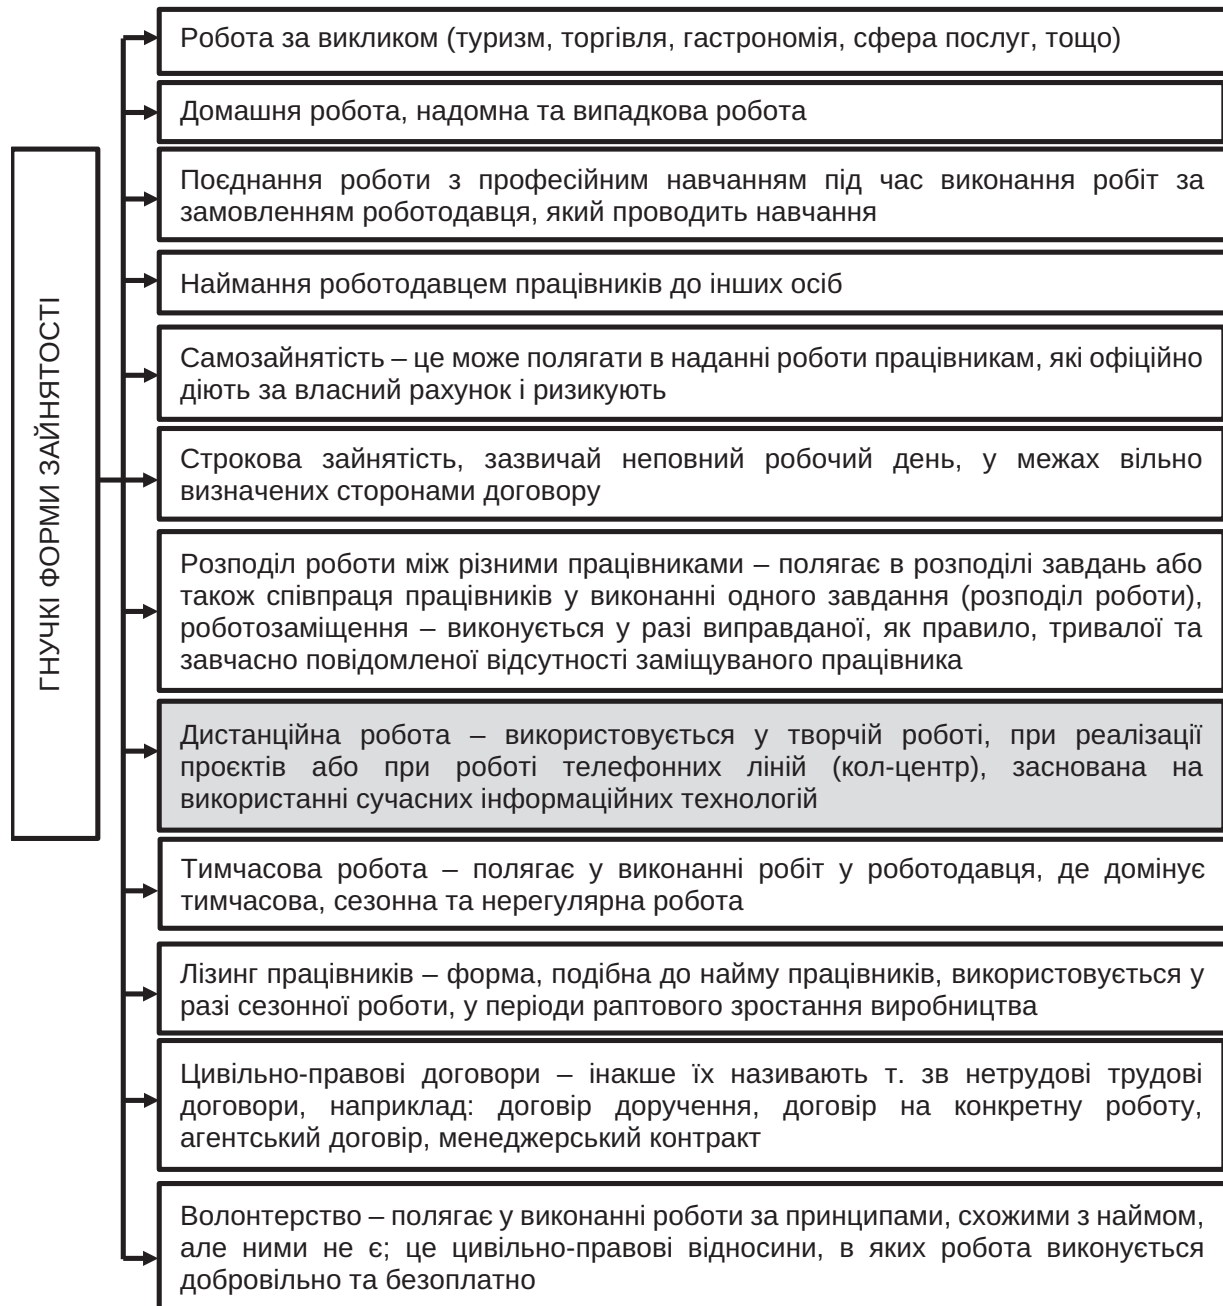 ГНУЧКІ ФОРМИ ЗАЙНЯТОСТІ
Робота за викликом (туризм, торгівля, гастрономія, сфера послуг, тощо)
Домашня робота, надомна та випадкова робота
Поєднання роботи з професійним навчанням під час виконання робіт за
замовленням роботодавця, який проводить навчання
Наймання роботодавцем працівників до інших осіб
Самозайнятість – це може полягати в наданні роботи працівникам, які офіційно
діють за власний рахунок і ризикують
Строкова зайнятість, зазвичай неповний робочий день, у межах вільно
визначених сторонами договору
Розподіл роботи між різними працівниками – полягає в розподілі завдань або
також співпраця працівників у виконанні одного завдання (розподіл роботи),
роботозаміщення – виконується у разі виправданої, як правило, тривалої та
завчасно повідомленої відсутності заміщуваного працівника
Дистанційна робота – використовується у творчій роботі, при реалізації
проєктів або при роботі телефонних ліній (кол-центр), заснована на
використанні сучасних інформаційних технологій
Тимчасова робота – полягає у виконанні робіт у роботодавця, де домінує
тимчасова, сезонна та нерегулярна робота
Лізинг працівників – форма, подібна до найму працівників, використовується у
разі сезонної роботи, у періоди раптового зростання виробництва
Цивільно-правові договори – інакше їх називають т. зв нетрудові трудові
договори, наприклад: договір доручення, договір на конкретну роботу,
агентський договір, менеджерський контракт
Волонтерство – полягає у виконанні роботи за принципами, схожими з наймом,
але ними не є; це цивільно-правові відносини, в яких робота виконується
добровільно та безоплатно